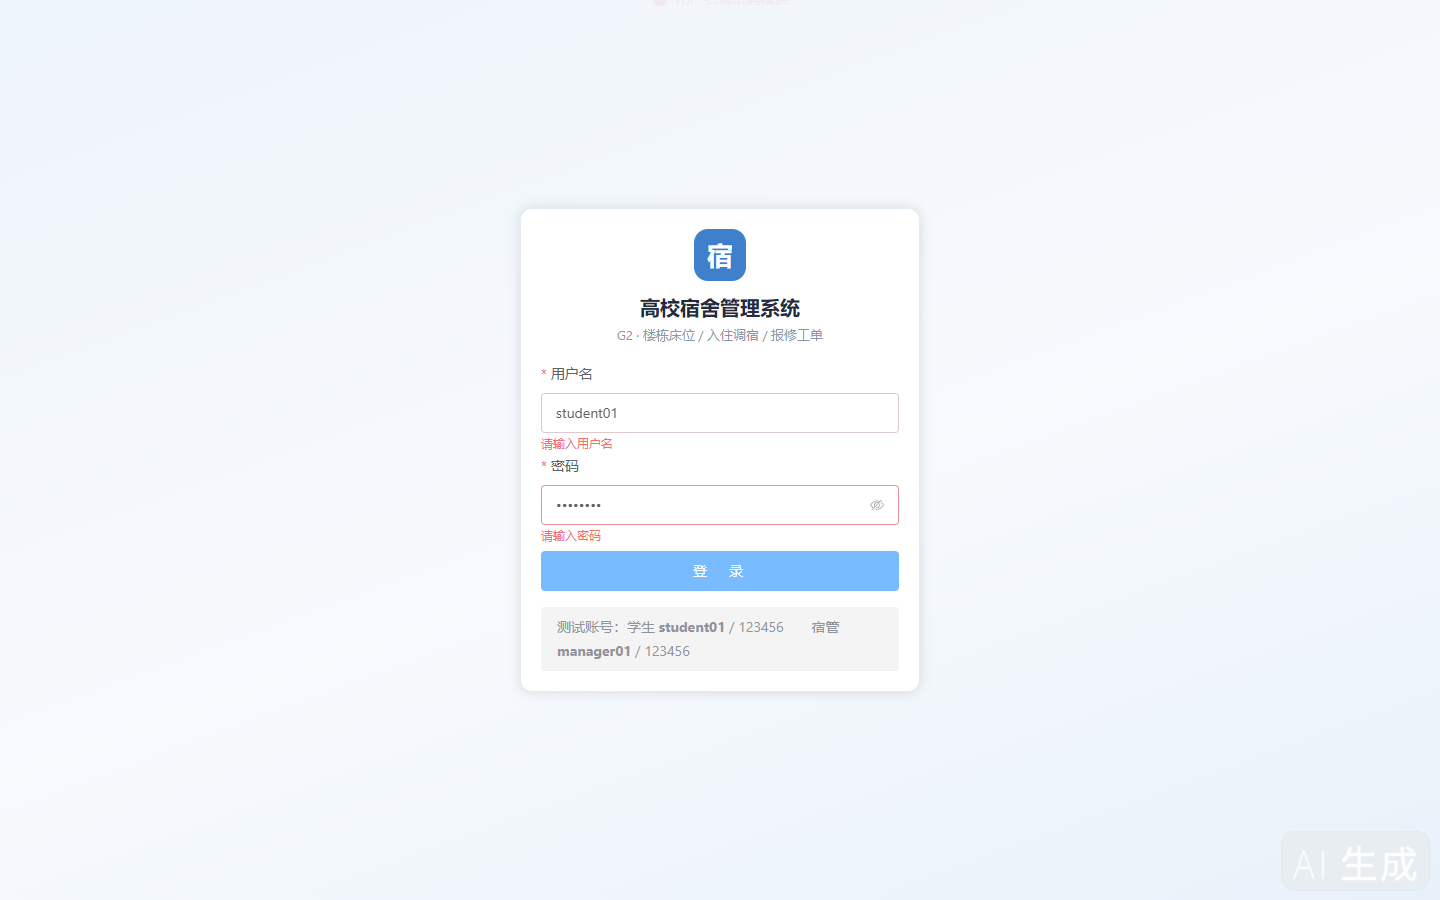 宿
高校宿舍管理系统
G2 · 楼栋床位 / 入住调宿 / 报修工单
* 用户名
student01
请输入用户名
* 密码
••••••••
请输入密码
登 录
测试账号：学生 student01 / 123456 宿管
manager01 / 123456
AI 生成